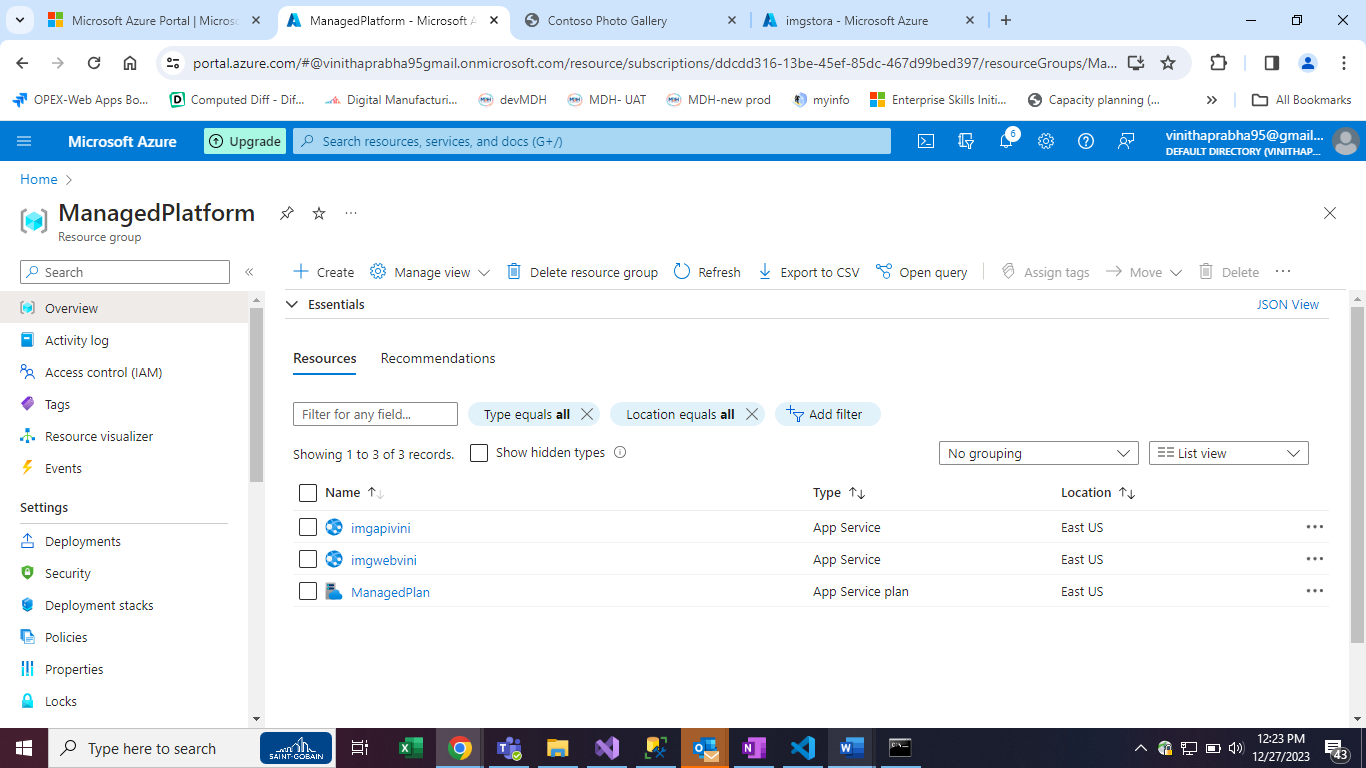 Microsoft Azure Portal | Microso
ManagedPlatform - Microsoft A
Contoso Photo Gallery
imgstora - Microsoft Azure
portal.azure.com/#@vinithaprabha95gmail.onmicrosoft.com/resource/subscriptions/ddcdd316-13be-45ef-85dc-467d99bed397/resourceGroups/Ma...
OPEX-Web Apps Bo...
Computed Diff - Dif...
Digital Manufacturi...
devMDH
MDH- UAT
MDH-new prod
myinfo
Enterprise Skills Initi...
Capacity planning (...
All Bookmarks
Microsoft Azure
Upgrade
Search resources, services, and docs (G+/)
6
vinithaprabha95@gmail....
DEFAULT DIRECTORY (VINITHAP...
Home
ManagedPlatform
Resource group
Search
Create
Manage view
Delete resource group
Refresh
Export to CSV
Open query
Assign tags
Move
Delete
Overview
Activity log
Access control (IAM)
Tags
Resource visualizer
Events
Settings
Deployments
Security
Deployment stacks
Policies
Properties
Locks
Essentials
JSON View
Resources
Recommendations
Filter for any field...
Type equals all
Location equals all
Add filter
Showing 1 to 3 of 3 records.
Show hidden types
No grouping
List view
Name
Type
Location
imgapivini
App Service
East US
imgwebvini
App Service
East US
ManagedPlan
App Service plan
East US
Type here to search
SAINT-GOBAIN
12:23 PM
12/27/2023
43